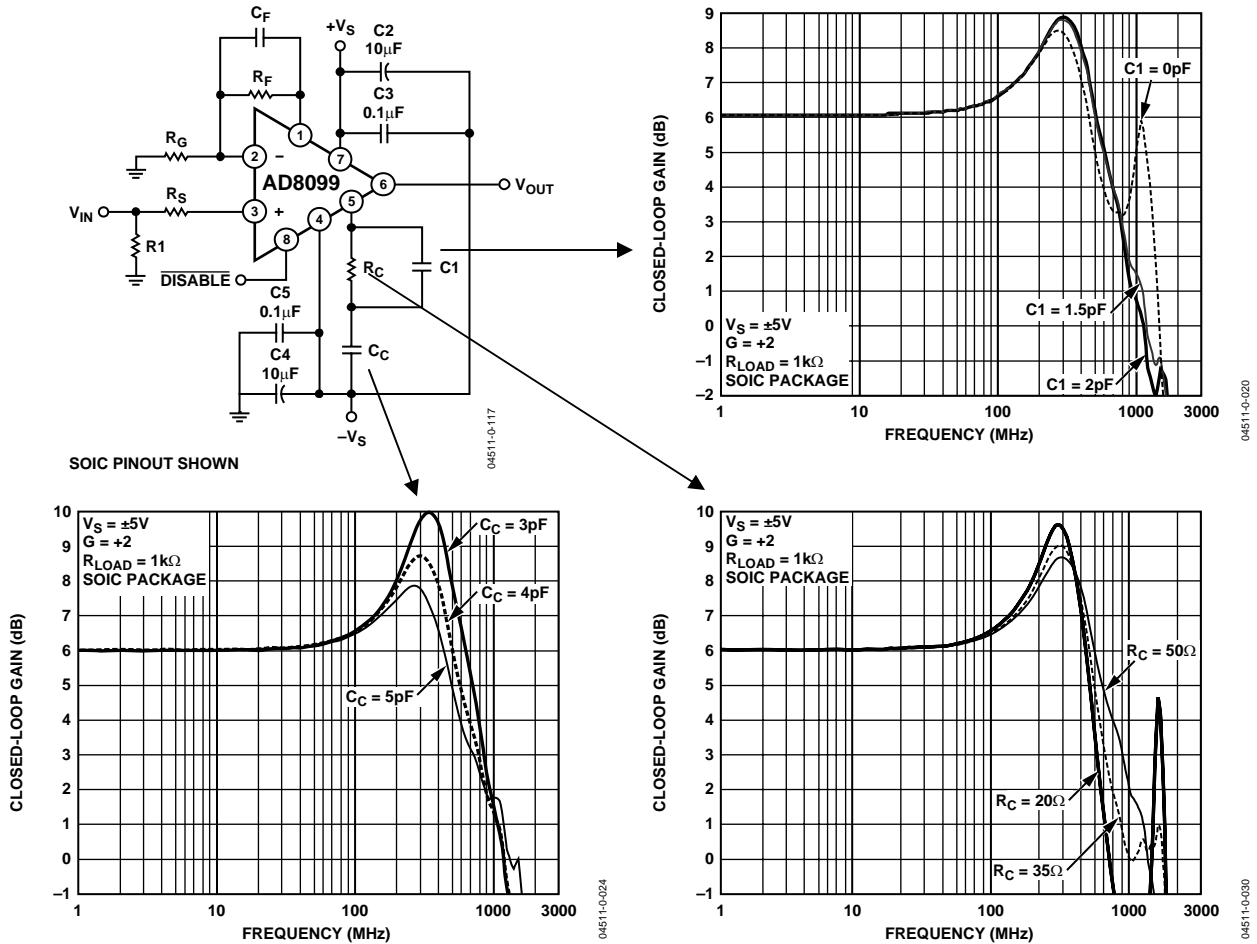 C_F
R_F
R_G
R_S
V_IN
R1
DISABLE
+V_S
C2
10μF
C3
0.1μF
1
2
3
4
5
6
7
8
−
+
AD8099
V_OUT
R_C
C1
C5
0.1μF
C4
10μF
C_C
−V_S
04511-0-117
SOIC PINOUT SHOWN
CLOSED-LOOP GAIN (dB)
9
8
7
6
5
4
3
2
1
0
−1
−2
C1 = 0pF
C1 = 1.5pF
C1 = 2pF
V_S = ±5V
G = +2
R_LOAD = 1kΩ
SOIC PACKAGE
1 10 100 1000 3000
FREQUENCY (MHz)
04511-0-020
CLOSED-LOOP GAIN (dB)
10
9
8
7
6
5
4
3
2
1
0
−1
V_S = ±5V
G = +2
R_LOAD = 1kΩ
SOIC PACKAGE
C_C = 3pF
C_C = 4pF
C_C = 5pF
1 10 100 1000 3000
FREQUENCY (MHz)
04511-0-024
CLOSED-LOOP GAIN (dB)
10
9
8
7
6
5
4
3
2
1
0
−1
V_S = ±5V
G = +2
R_LOAD = 1kΩ
SOIC PACKAGE
R_C = 50Ω
R_C = 20Ω
R_C = 35Ω
1 10 100 1000 3000
FREQUENCY (MHz)
04511-0-030